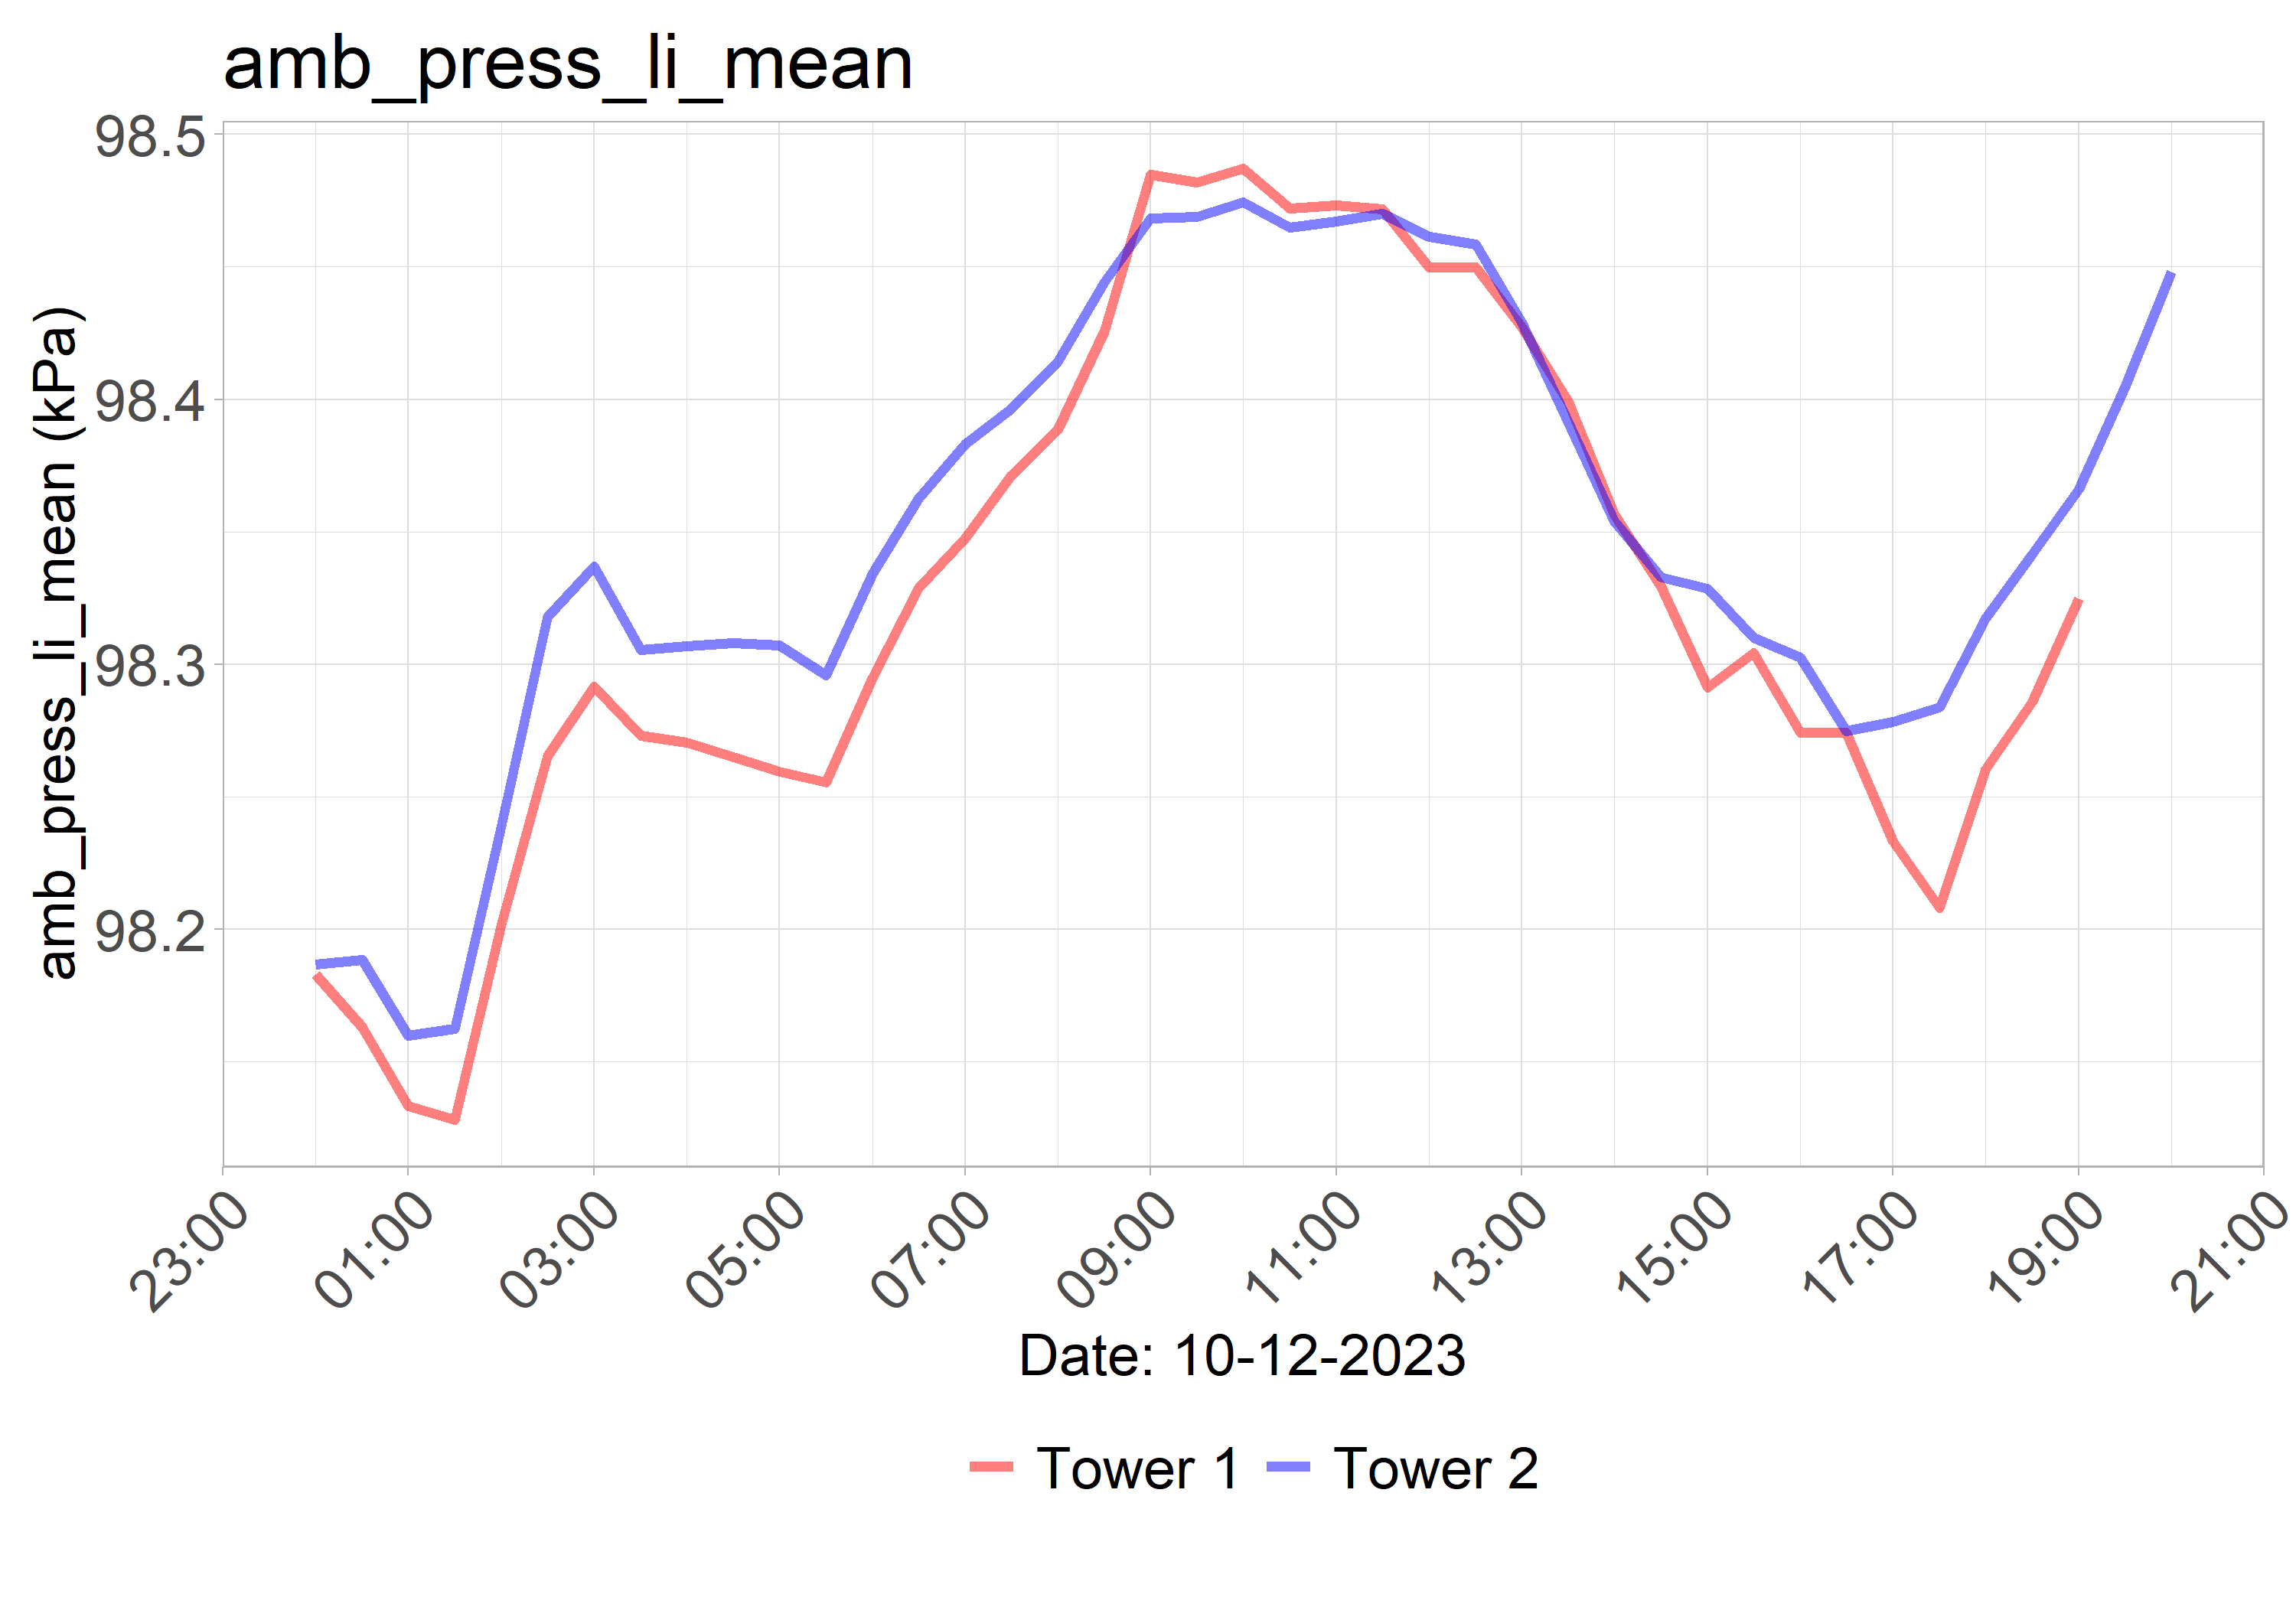 amb_press_li_mean
amb_press_li_mean (kPa)
98.5
98.4
98.3
98.2
23:00 01:00 03:00 05:00 07:00 09:00 11:00 13:00 15:00 17:00 19:00 21:00
Date: 10-12-2023
Tower 1 Tower 2